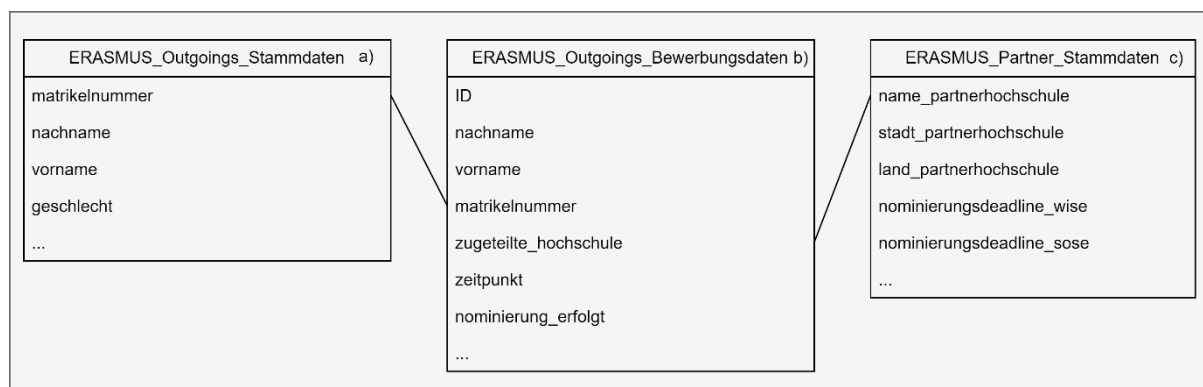 ERASMUS_Outgoings_Stammdaten a)
matrikelnummer
nachname
vorname
geschlecht
...
ERASMUS_Outgoings_Bewerbungsdaten b)
ID
nachname
vorname
matrikelnummer
zugeteilte_hochschule
zeitpunkt
nominierung_erfolgt
...
ERASMUS_Partner_Stammdaten c)
name_partnerhochschule
stadt_partnerhochschule
land_partnerhochschule
nominierungsdeadline_wise
nominierungsdeadline_sose
...